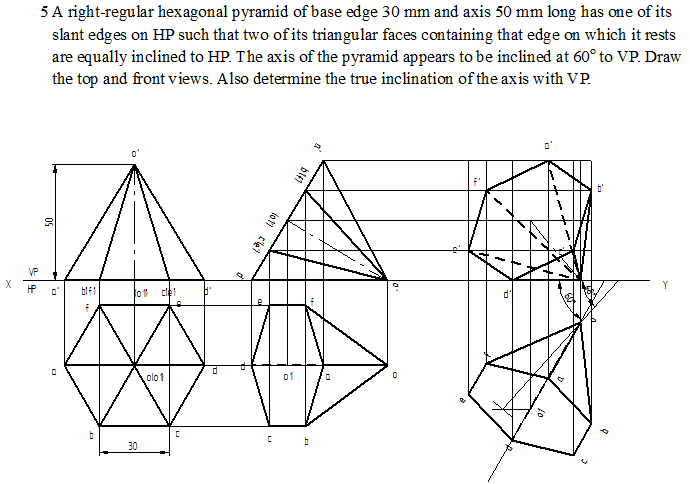 5 A right-regular hexagonal pyramid of base edge 30 mm and axis 50 mm long has one of its
slant edges on HP such that two of its triangular faces containing that edge on which it rests
are equally inclined to HP. The axis of the pyramid appears to be inclined at 60° to VP. Draw
the top and front views. Also determine the true inclination of the axis with VP.
o'
50
VP
X
HP
Y
f
e
a
d
o|o1
b
c
30
e
f
d
o1
a
o
c
b
f'
b'
e'
d'
60°
e
a
o1
b
c